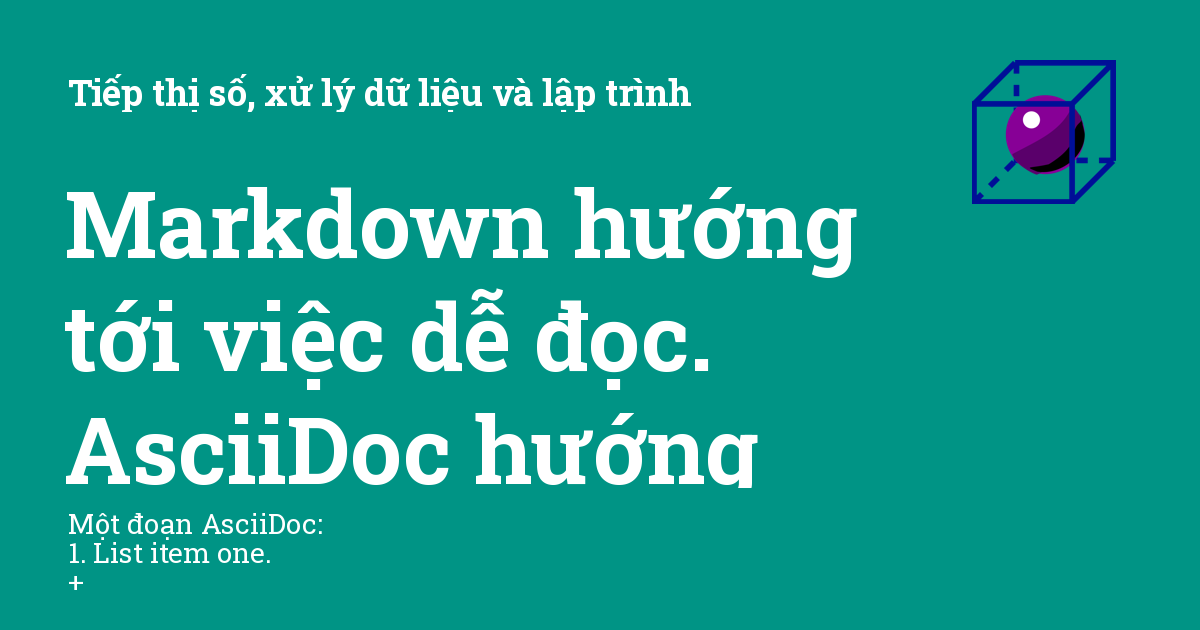 Tiếp thị số, xử lý dữ liệu và lập trình
Markdown hướng
tới việc dễ đọc.
AsciiDoc hướng
Một đoạn AsciiDoc:
1. List item one.
+